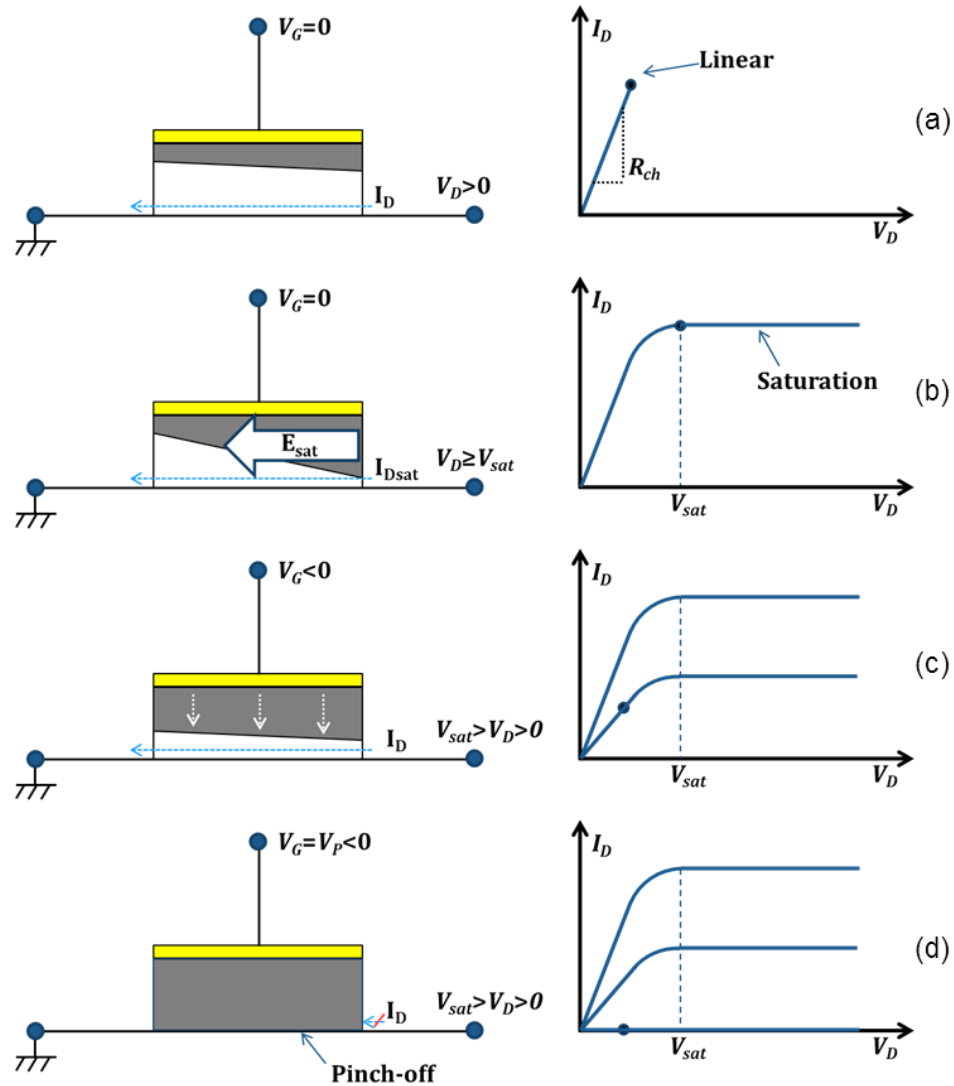 V_G=0
I_D
Linear
R_ch
V_D
I_D
V_D>0
(a)
V_G=0
I_D
Saturation
V_sat
V_D
E_sat
I_Dsat
V_D≥V_sat
(b)
V_G<0
I_D
V_sat
V_D
I_D
V_sat>V_D>0
(c)
V_G=V_P<0
I_D
V_sat
V_D
I_D
V_sat>V_D>0
Pinch-off
(d)